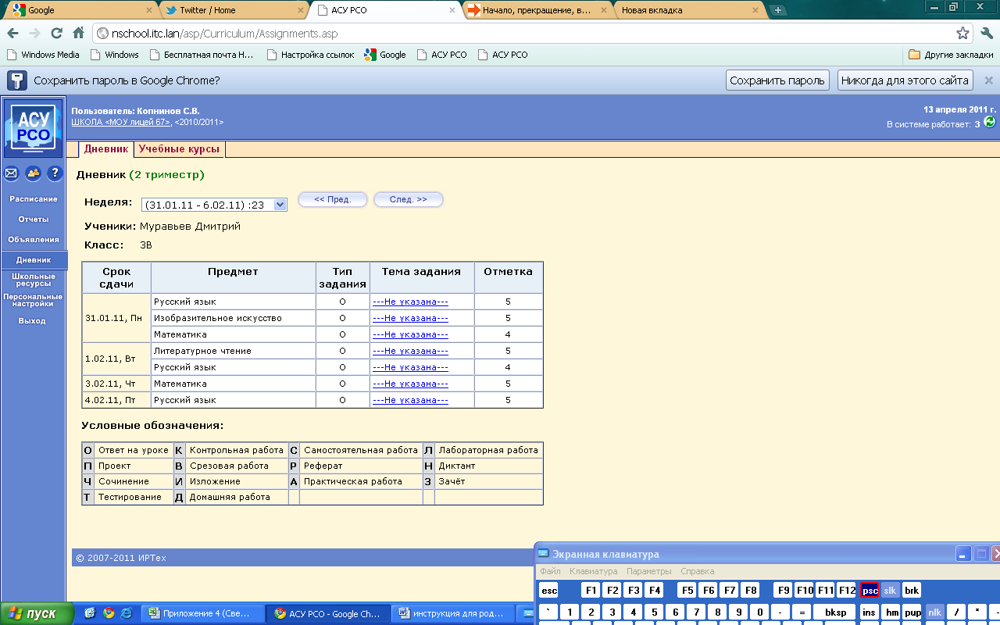 Google
Twitter / Home
АСУ РСО
Начало, прекращение, в...
Новая вкладка
nschool.itc.lan/asp/Curriculum/Assignments.asp
Windows Media
Windows
Бесплатная почта Н...
Настройка ссылок
Google
АСУ РСО
АСУ РСО
Другие закладки
Сохранить пароль в Google Chrome?
Сохранить пароль
Никогда для этого сайта
АСУ
РСО
Пользователь: Копнинов С.В.
ШКОЛА <МОУ лицей 67>, <2010/2011>
13 апреля 2011 г.
В системе работает: 3
Расписание
Отчеты
Объявления
Дневник
Школьные
ресурсы
Персональные
настройки
Выход
Дневник
Учебные курсы
Дневник (2 триместр)
Неделя: (31.01.11 - 6.02.11) :23 << Пред. След. >>
Ученики: Муравьев Дмитрий
Класс: 3В
Срок сдачи Предмет Тип задания Тема задания Отметка
31.01.11, Пн Русский язык О ---Не указана--- 5
Изобразительное искусство О ---Не указана--- 5
Математика О ---Не указана--- 4
1.02.11, Вт Литературное чтение О ---Не указана--- 5
Русский язык О ---Не указана--- 4
3.02.11, Чт Математика О ---Не указана--- 5
4.02.11, Пт Русский язык О ---Не указана--- 5
Условные обозначения:
О Ответ на уроке К Контрольная работа С Самостоятельная работа Л Лабораторная работа
П Проект В Срезовая работа Р Реферат Н Диктант
Ч Сочинение И Изложение А Практическая работа З Зачёт
Т Тестирование Д Домашняя работа
© 2007-2011 ИРТех
Экранная клавиатура
Файл Клавиатура Параметры Справка
esc F1 F2 F3 F4 F5 F6 F7 F8 F9 F10 F11 F12 psc slk brk
` 1 2 3 4 5 6 7 8 9 0 - = bksp ins hm pup nlk / *
пуск
Приложение 4 (Све...
АСУ РСО - Google Ch...
инструкция для род...